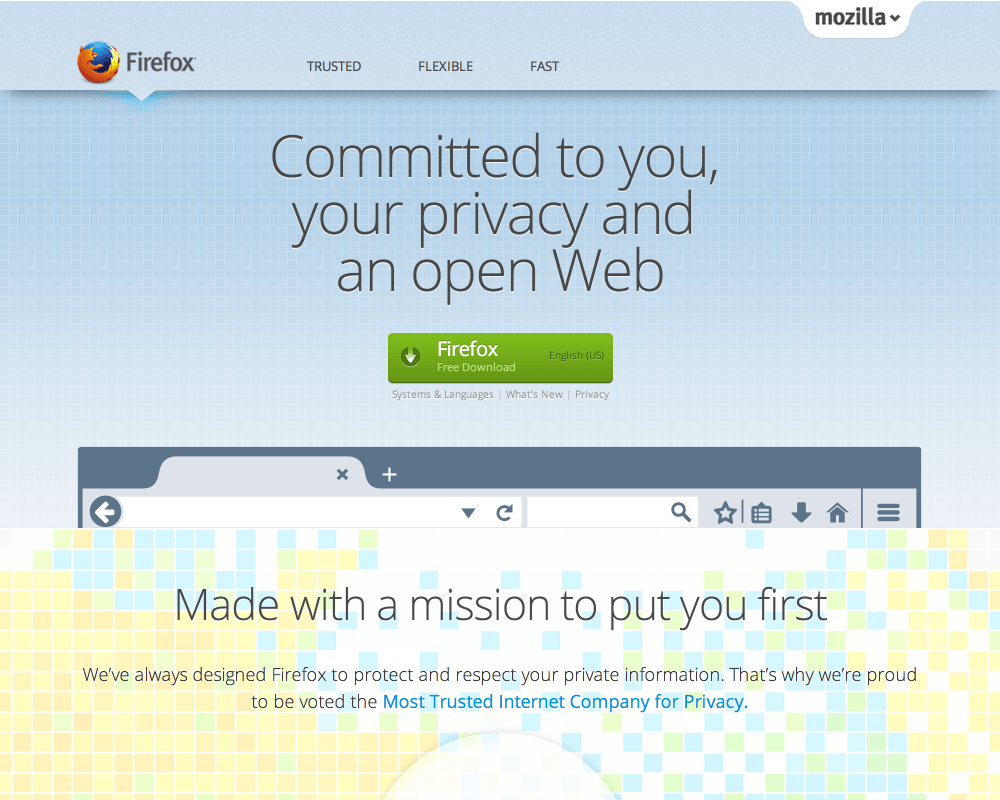 mozilla
Firefox
TRUSTED FLEXIBLE FAST
Committed to you,
your privacy and
an open Web
Firefox
Free Download
English (US)
Systems & Languages | What's New | Privacy
Made with a mission to put you first
We've always designed Firefox to protect and respect your private information. That's why we're proud
to be voted the Most Trusted Internet Company for Privacy.